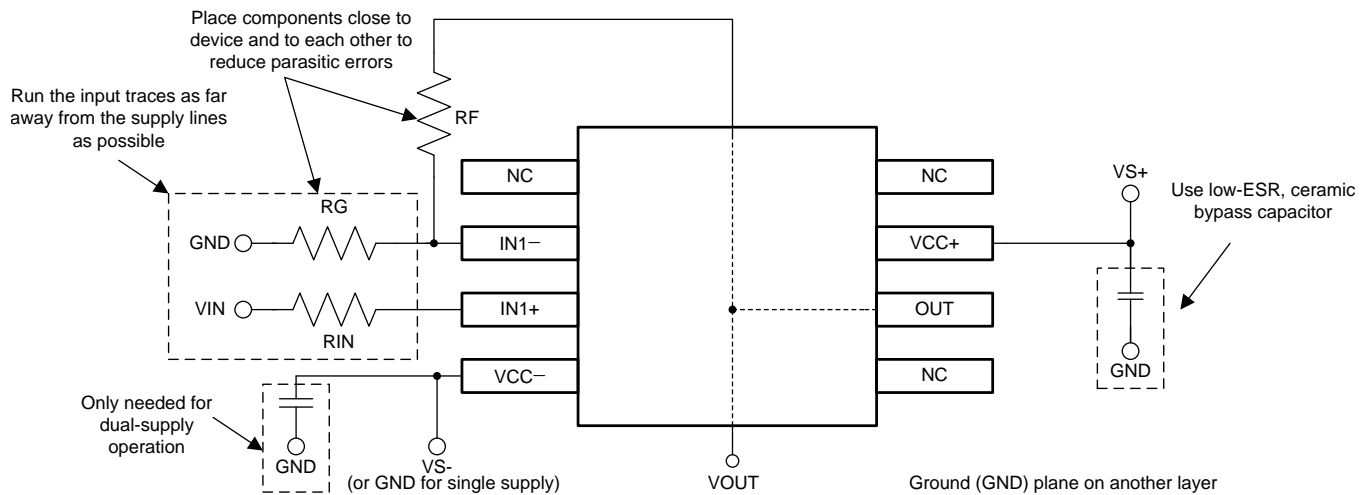 Place components close to
device and to each other to
reduce parasitic errors
Run the input traces as far
away from the supply lines
as possible
RF
NC
NC
VS+
Use low-ESR, ceramic
bypass capacitor
RG
GND
IN1−
VCC+
VIN
IN1+
OUT
RIN
GND
VCC−
NC
Only needed for
dual-supply
operation
GND
VS-
(or GND for single supply)
VOUT
Ground (GND) plane on another layer